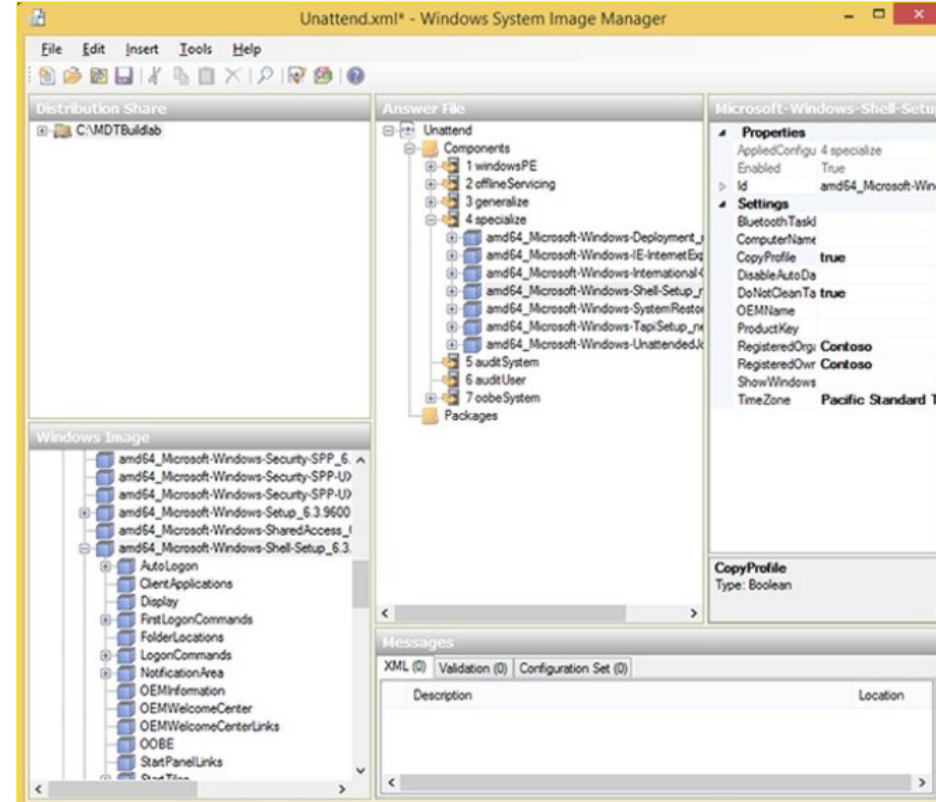 Unattend.xml* - Windows System Image Manager
File Edit Insert Tools Help
Distribution Share
C:\MDTBuildlab
Answer File
Unattend
Components
1 windowsPE
2 offlineServicing
3 generalize
4 specialize
amd64_Microsoft-Windows-Deployment_
amd64_Microsoft-Windows-IE-InternetExp
amd64_Microsoft-Windows-International-
amd64_Microsoft-Windows-Shell-Setup_
amd64_Microsoft-Windows-SystemRestor
amd64_Microsoft-Windows-TapiSetup_ne
amd64_Microsoft-Windows-UnattendedJo
5 auditSystem
6 auditUser
7 oobeSystem
Packages
Microsoft-Windows-Shell-Setu
Properties
AppliedConfigu 4 specialize
Enabled True
Id amd64_Microsoft-Win
Settings
BluetoothTaskl
ComputerName
CopyProfile true
DisableAutoDa
DoNotCleanTa true
OEMName
ProductKey
RegisteredOrga Contoso
RegisteredOwr Contoso
ShowWindows
TimeZone Pacific Standard T
CopyProfile
Type: Boolean
Windows Image
amd64_Microsoft-Windows-Security-SPP_6.
amd64_Microsoft-Windows-Security-SPP-UX
amd64_Microsoft-Windows-Security-SPP-UX
amd64_Microsoft-Windows-Setup_6.3.9600
amd64_Microsoft-Windows-SharedAccess_
amd64_Microsoft-Windows-Shell-Setup_6.3.
AutoLogon
ClientApplications
Display
FirstLogonCommands
FolderLocations
LogonCommands
NotificationArea
OEMInformation
OEMWelcomeCenter
OEMWelcomeCenterLinks
OOBE
StartPanelLinks
StartTiles
Messages
XML (0) Validation (0) Configuration Set (0)
Description Location